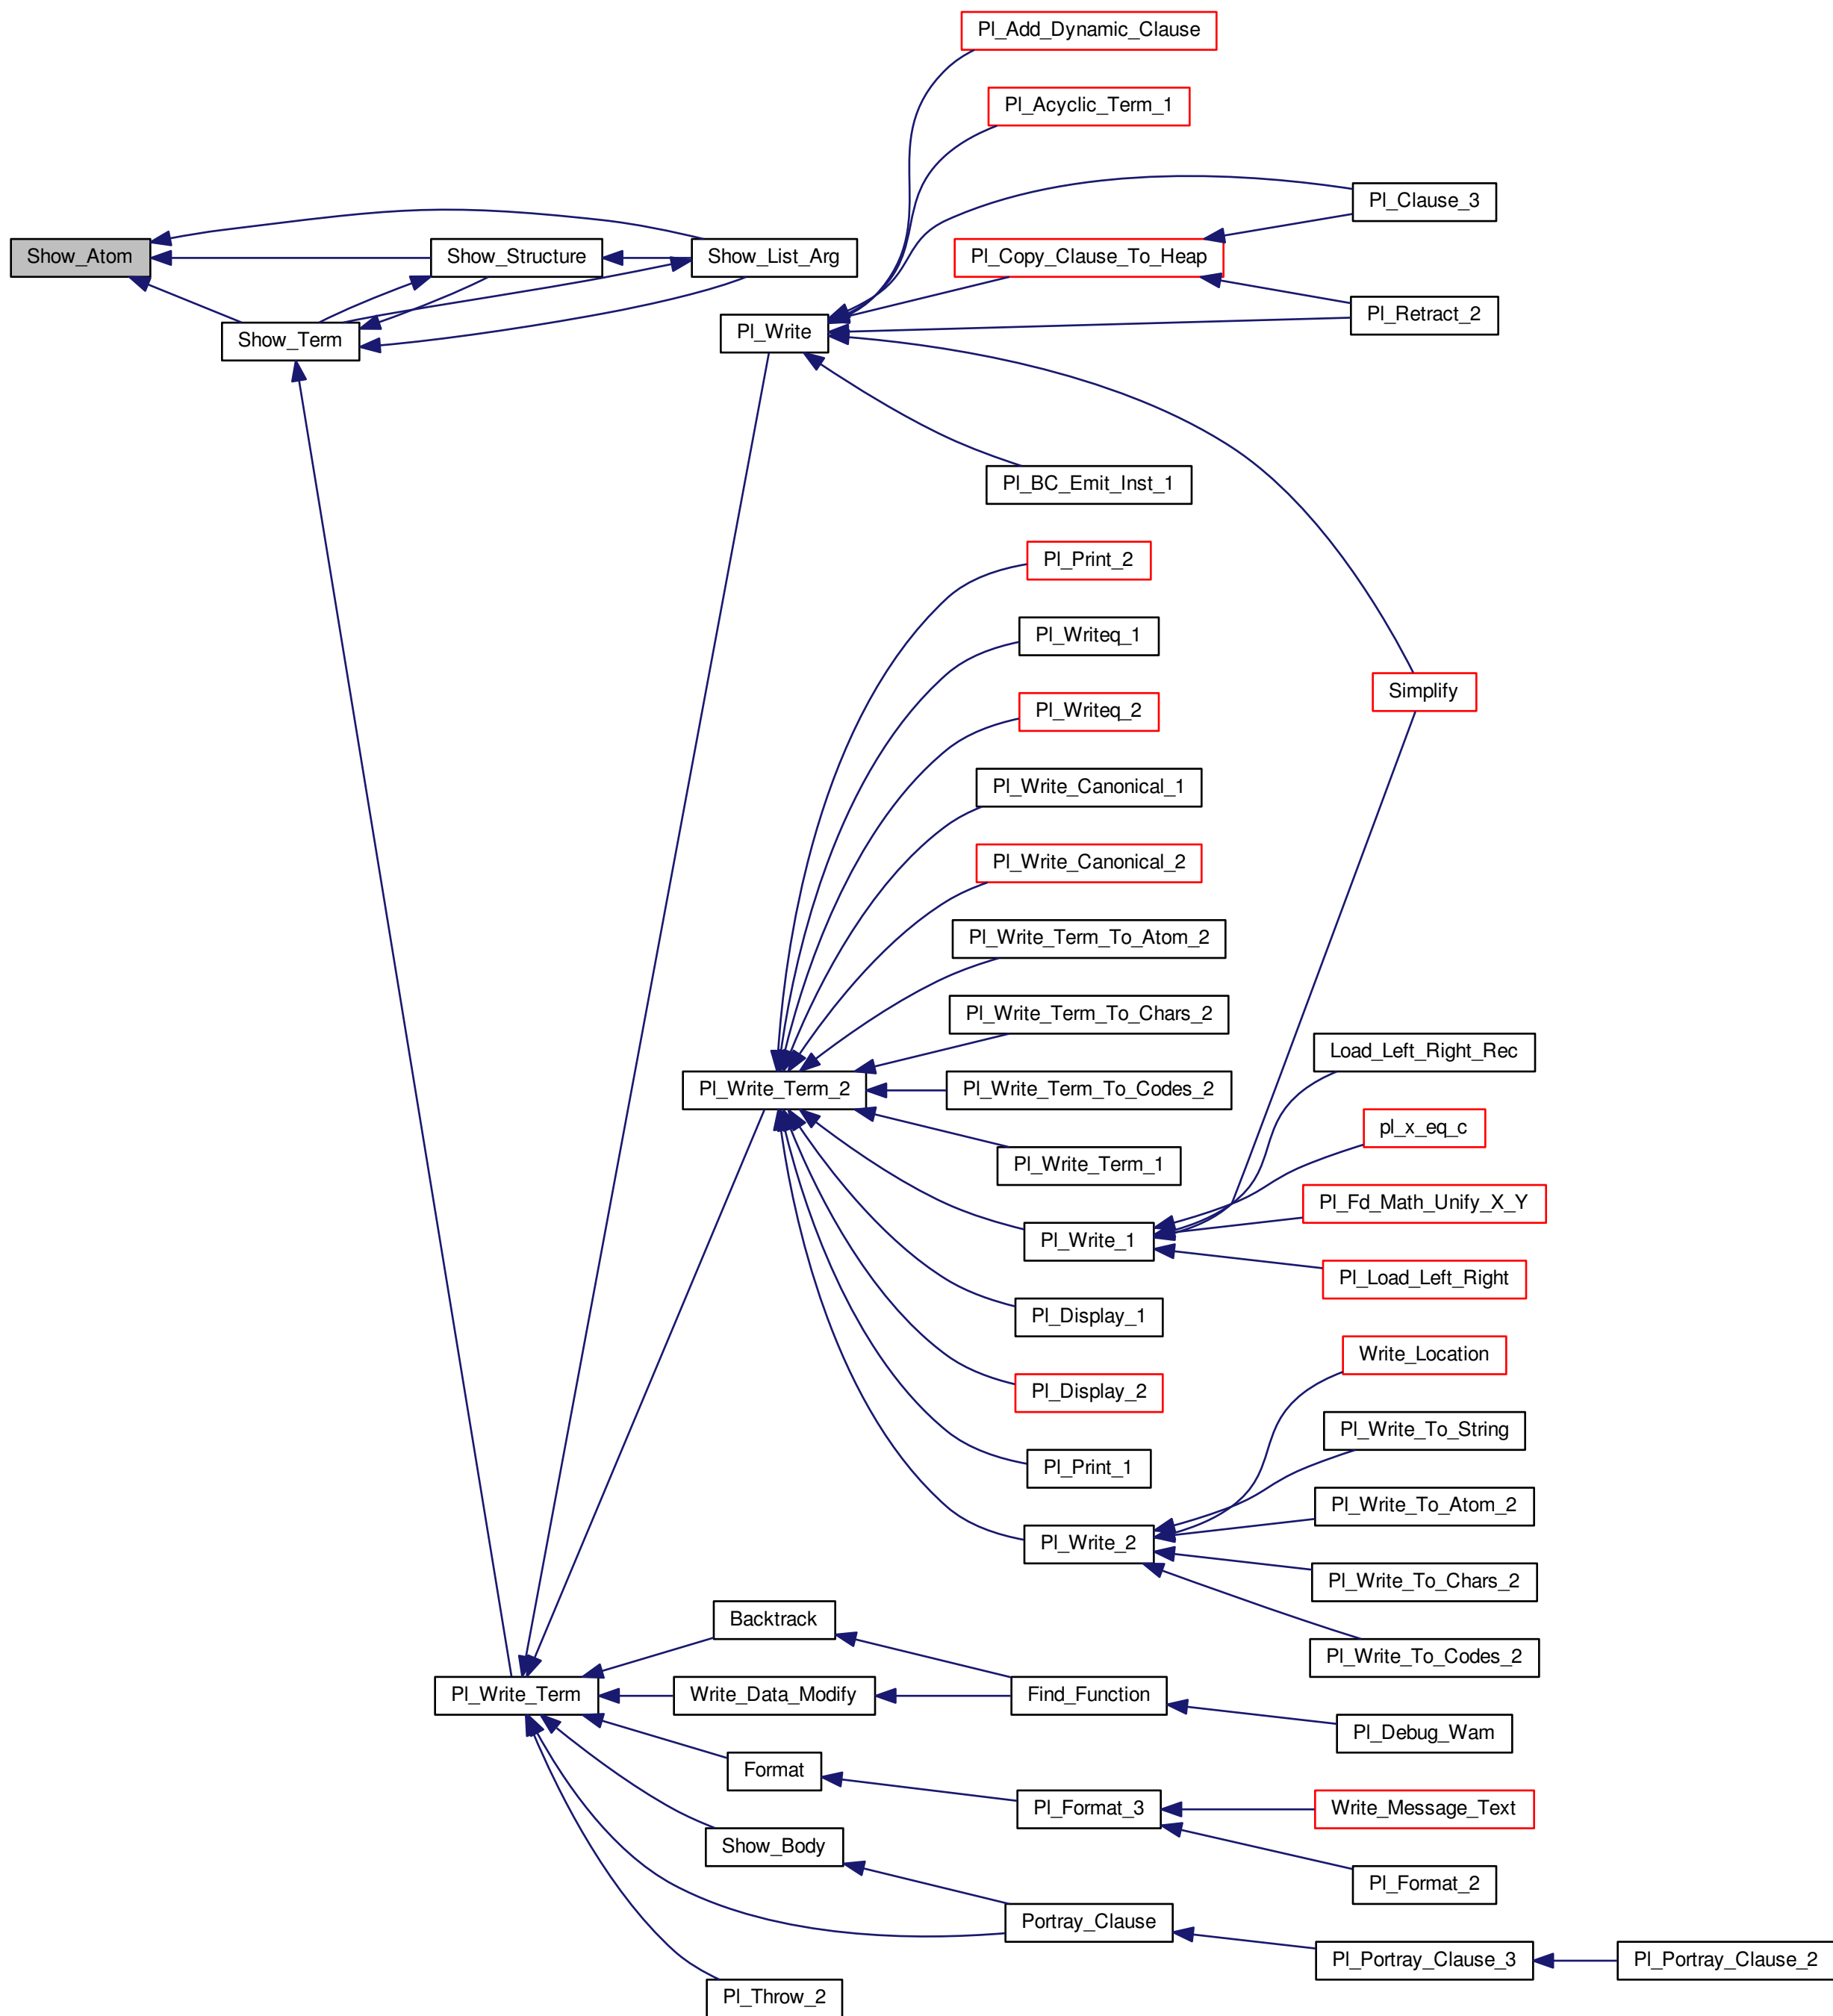 Pl_Add_Dynamic_Clause
Pl_Acyclic_Term_1
Pl_Clause_3
Show_Atom
Show_Structure
Show_List_Arg
Pl_Copy_Clause_To_Heap
Pl_Retract_2
Show_Term
Pl_Write
Pl_BC_Emit_Inst_1
Pl_Print_2
Pl_Writeq_1
Simplify
Pl_Writeq_2
Pl_Write_Canonical_1
Pl_Write_Canonical_2
Pl_Write_Term_To_Atom_2
Pl_Write_Term_To_Chars_2
Load_Left_Right_Rec
Pl_Write_Term_2
Pl_Write_Term_To_Codes_2
pl_x_eq_c
Pl_Write_Term_1
Pl_Fd_Math_Unify_X_Y
Pl_Write_1
Pl_Load_Left_Right
Pl_Display_1
Write_Location
Pl_Display_2
Pl_Write_To_String
Pl_Print_1
Pl_Write_To_Atom_2
Pl_Write_2
Pl_Write_To_Chars_2
Backtrack
Pl_Write_To_Codes_2
Pl_Write_Term
Write_Data_Modify
Find_Function
Pl_Debug_Wam
Format
Pl_Format_3
Write_Message_Text
Show_Body
Pl_Format_2
Portray_Clause
Pl_Portray_Clause_3
Pl_Portray_Clause_2
Pl_Throw_2